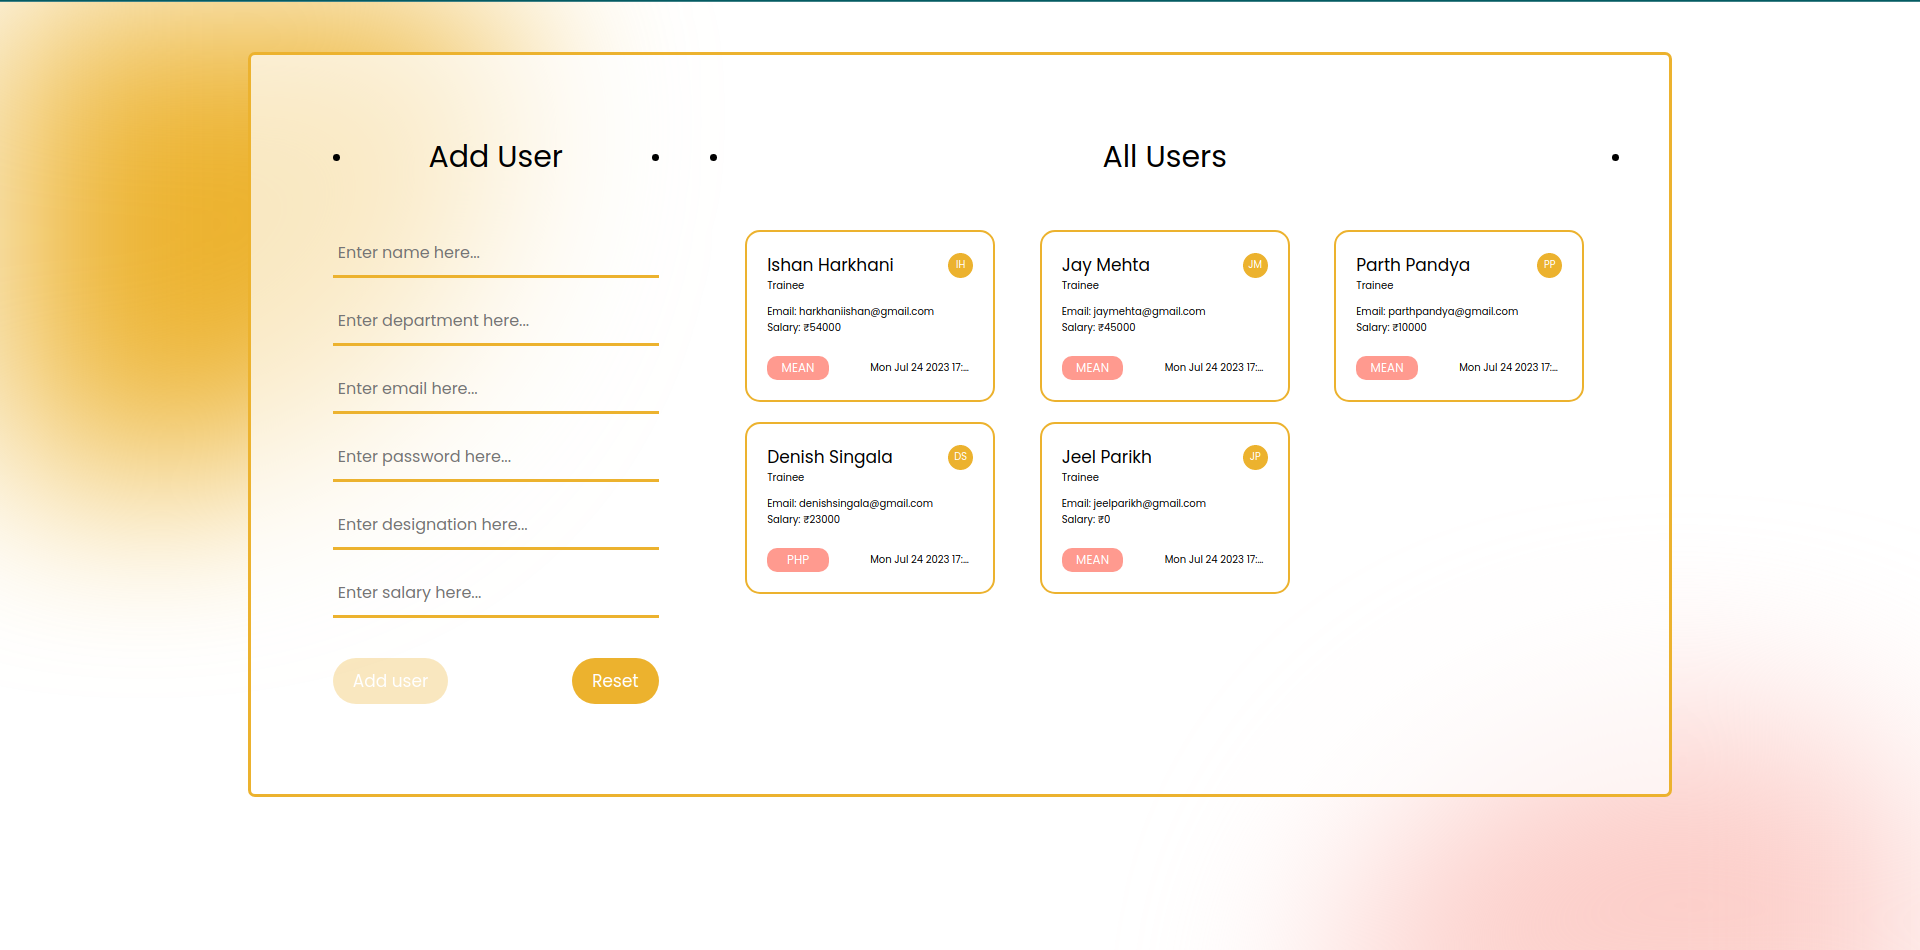 Add User
Enter name here...
Enter department here...
Enter email here...
Enter password here...
Enter designation here...
Enter salary here...
Add user
Reset
All Users
Ishan Harkhani
IH
Trainee
Email: harkhaniishan@gmail.com
Salary: ₹54000
MEAN
Mon Jul 24 2023 17:...
Jay Mehta
JM
Trainee
Email: jaymehta@gmail.com
Salary: ₹45000
MEAN
Mon Jul 24 2023 17:...
Parth Pandya
PP
Trainee
Email: parthpandya@gmail.com
Salary: ₹10000
MEAN
Mon Jul 24 2023 17:...
Denish Singala
DS
Trainee
Email: denishsingala@gmail.com
Salary: ₹23000
PHP
Mon Jul 24 2023 17:...
Jeel Parikh
JP
Trainee
Email: jeelparikh@gmail.com
Salary: ₹0
MEAN
Mon Jul 24 2023 17:...